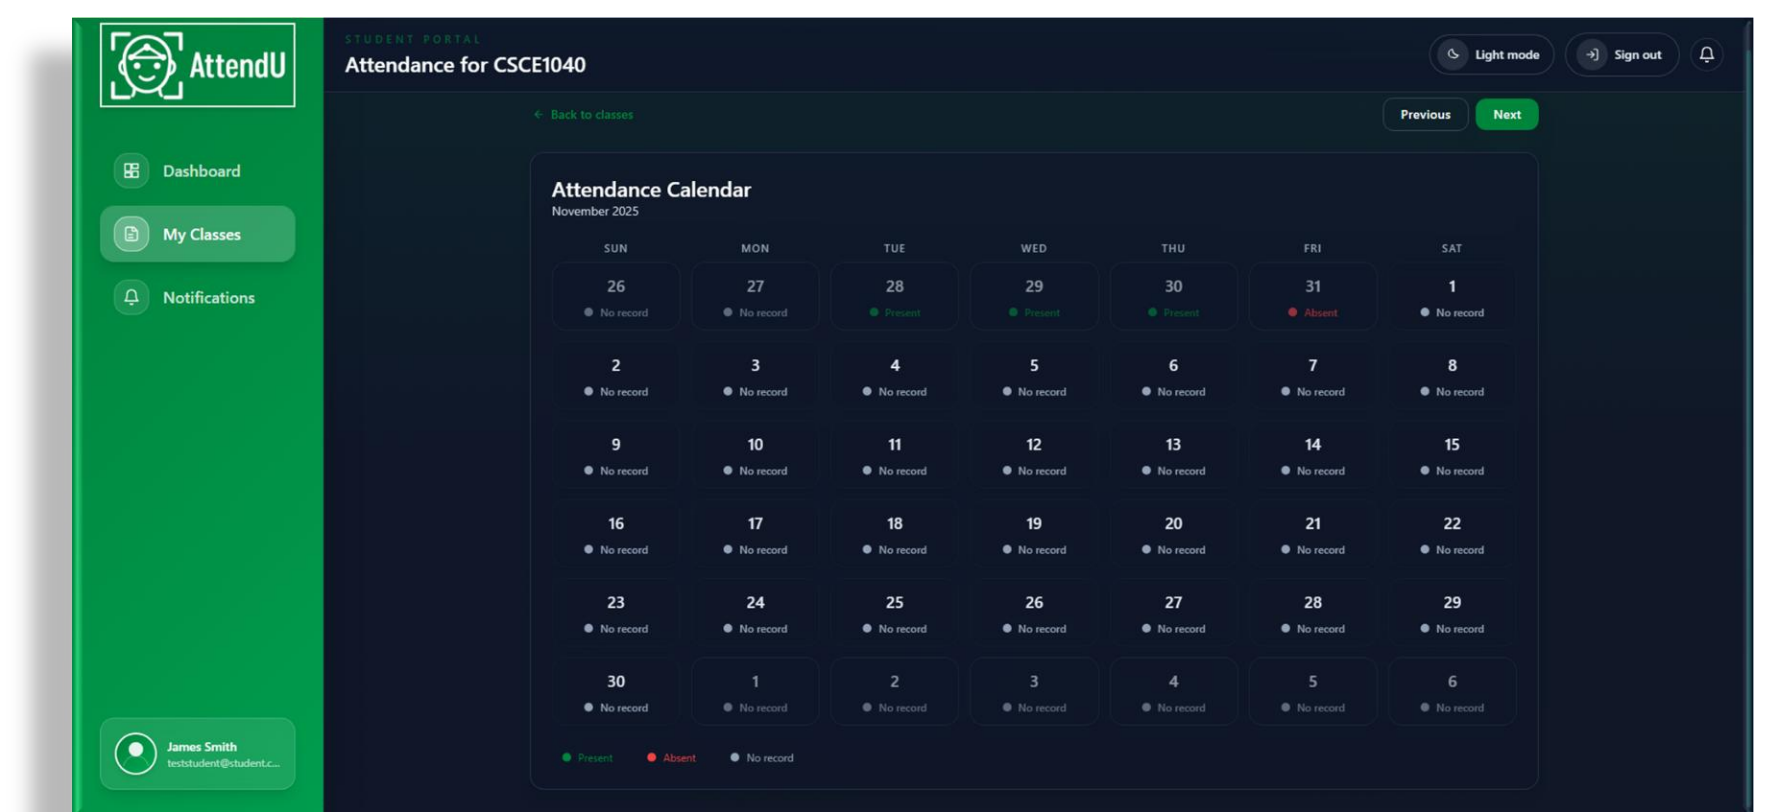 AttendU
STUDENT PORTAL
Attendance for CSCE1040
Light mode
Sign out
Back to classes
Previous
Next
Dashboard
My Classes
Notifications
Attendance Calendar
November 2025
SUN MON TUE WED THU FRI SAT
26 27 28 29 30 31 1
No record No record Present Present Present Absent No record
2 3 4 5 6 7 8
No record No record No record No record No record No record No record
9 10 11 12 13 14 15
No record No record No record No record No record No record No record
16 17 18 19 20 21 22
No record No record No record No record No record No record No record
23 24 25 26 27 28 29
No record No record No record No record No record No record No record
30 1 2 3 4 5 6
No record No record No record No record No record No record No record
Present Absent No record
James Smith
teststudent@student.c...